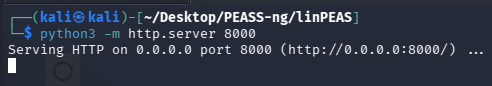 ┌──(kali㉿kali)-[~/Desktop/PEASS-ng/linPEAS]
└─$ python3 -m http.server 8000
Serving HTTP on 0.0.0.0 port 8000 (http://0.0.0.0:8000/) ...